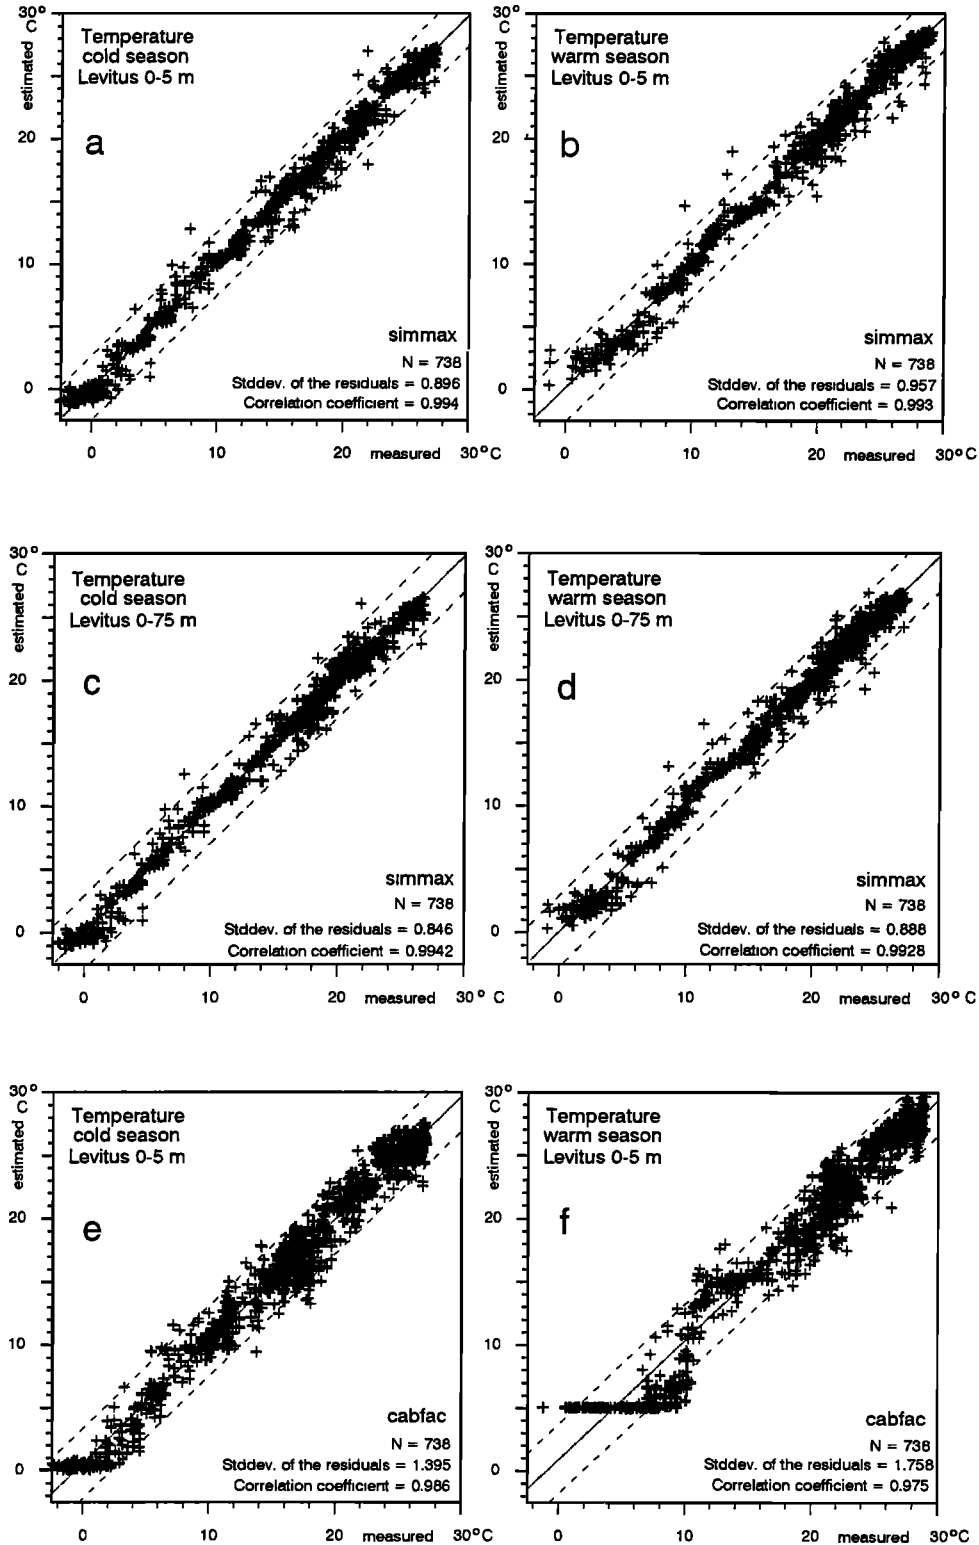 30°
C
estimated
Temperature
cold season
Levitus 0-5 m
a
20
10
0
simmax
N = 738
Stddev. of the residuals = 0.896
Correlation coefficient = 0.994
0
10
20
measured
30°C
30°
C
estimated
Temperature
warm season
Levitus 0-5 m
b
20
10
0
simmax
N = 738
Stddev. of the residuals = 0.957
Correlation coefficient = 0.993
0
10
20
measured
30°C
30°
C
estimated
Temperature
cold season
Levitus 0-75 m
c
20
10
0
simmax
N = 738
Stddev. of the residuals = 0.846
Correlation coefficient = 0.9942
0
10
20
measured
30° C
30°
C
estimated
Temperature
warm season
Levitus 0-75 m
d
20
10
0
simmax
N = 738
Stddev. of the residuals = 0.888
Correlation coefficient = 0.9928
0
10
20
measured
30° C
30°
C
estimated
Temperature
cold season
Levitus 0-5 m
e
20
10
0
cabfac
N = 738
Stddev. of the residuals = 1.395
Correlation coefficient = 0.986
0
10
20
measured
30°C
30°
C
estimated
Temperature
warm season
Levitus 0-5 m
f
20
10
0
cabfac
N = 738
Stddev. of the residuals = 1.758
Correlation coefficient = 0.975
0
10
20
measured
30°C